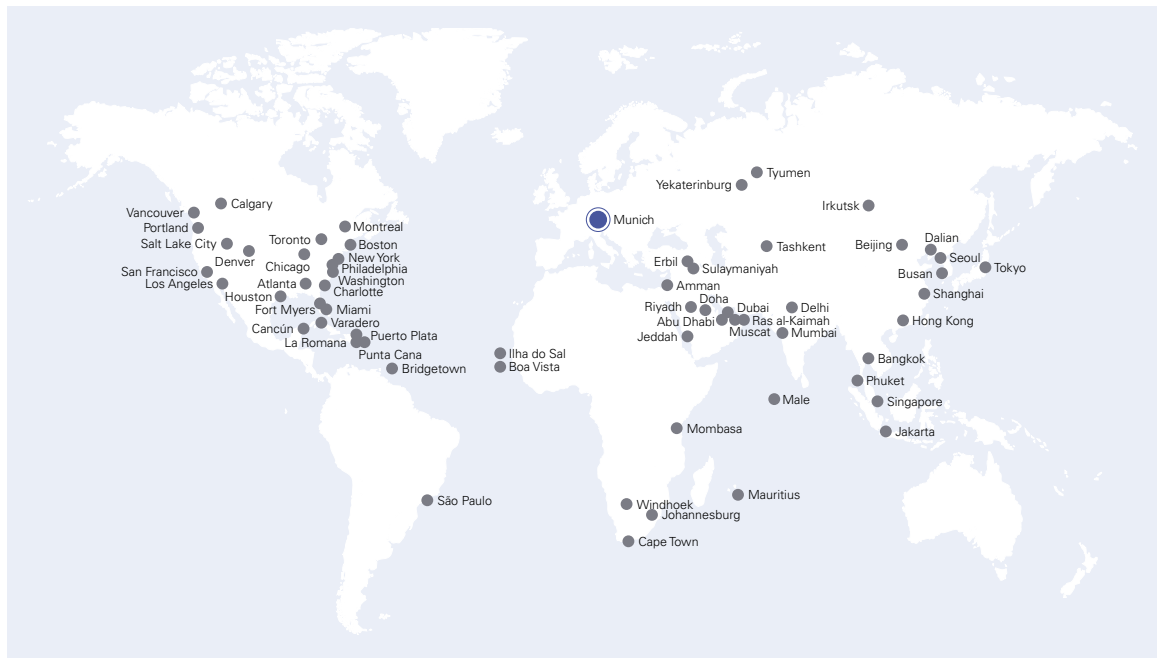 Tyumen
Yekaterinburg
Calgary
Irkutsk
Vancouver
Munich
Portland
Montreal
Toronto
Salt Lake City
Boston
Dalian
Beijing
Tashkent
Denver
New York
Seoul
Chicago
Philadelphia
Erbil
Sulaymaniyah
Tokyo
San Francisco
Busan
Los Angeles
Atlanta
Washington
Amman
Charlotte
Shanghai
Houston
Doha
Riyadh
Fort Myers
Miami
Dubai
Delhi
Varadero
Abu Dhabi
Ras al-Kaimah
Hong Kong
Cancún
Muscat
Mumbai
Puerto Plata
Jeddah
La Romana
Punta Cana
Ilha do Sal
Bangkok
Boa Vista
Bridgetown
Phuket
Male
Singapore
Mombasa
Jakarta
Mauritius
São Paulo
Windhoek
Johannesburg
Cape Town